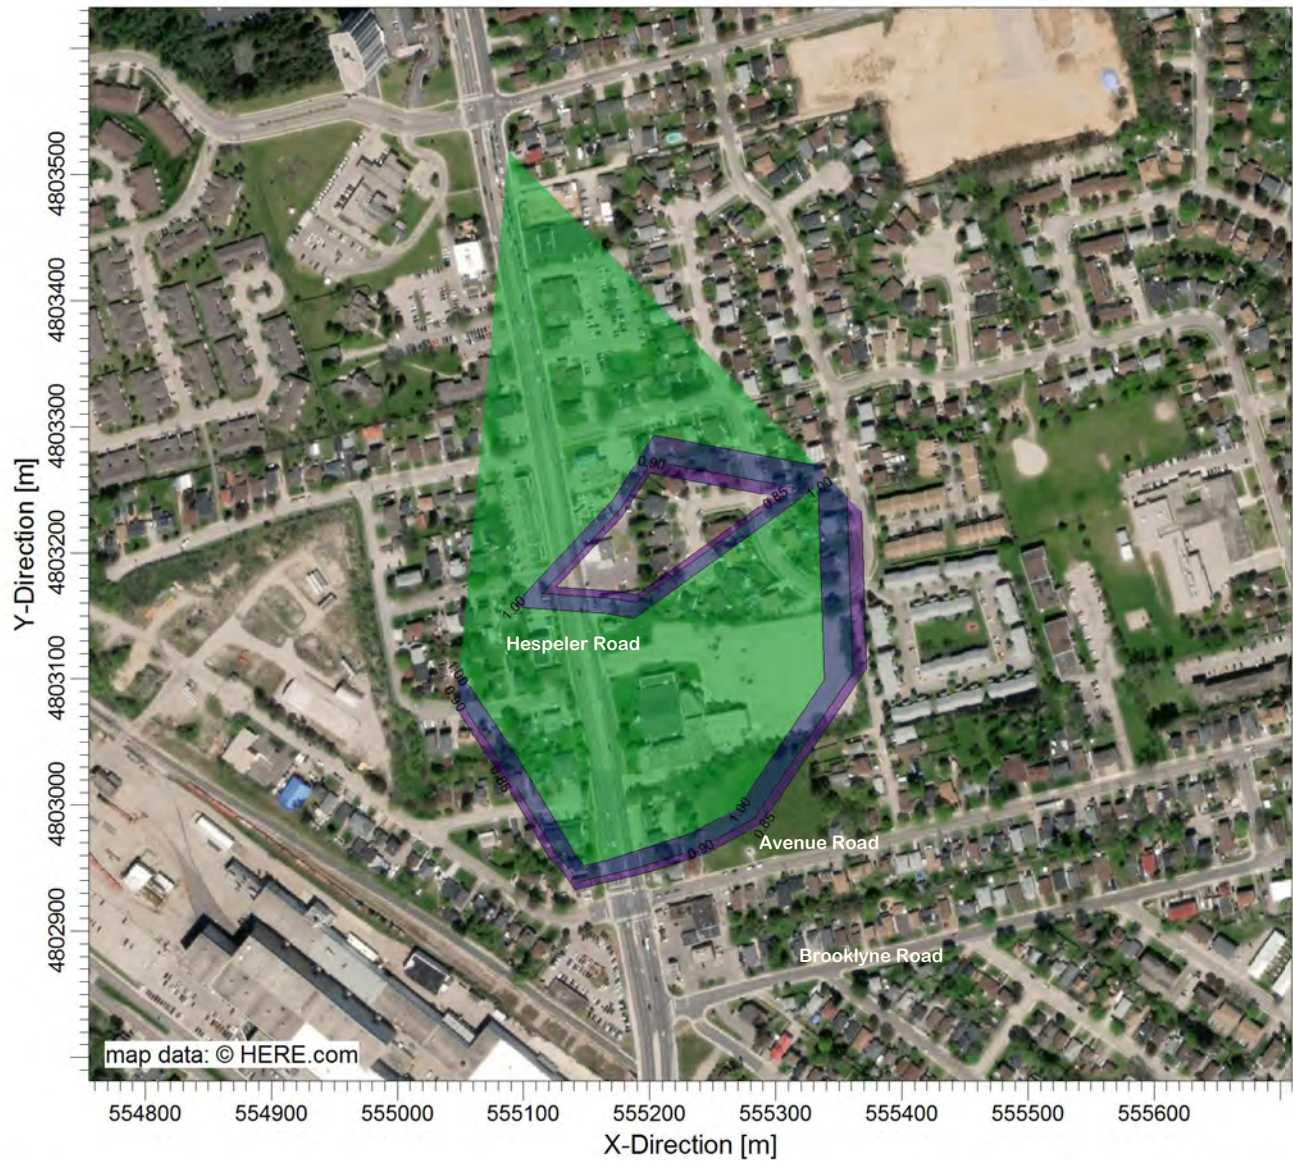 4803500
4803400
4803300
4803200
4803100
4803000
4802900
Y-Direction [m]
0.90
0.85
1.00
1.00
Hespeler Road
1.00
0.90
0.85
1.00
0.85
0.90
Avenue Road
Brooklyne Road
map data: © HERE.com
554800 554900 555000 555100 555200 555300 555400 555500 555600
X-Direction [m]